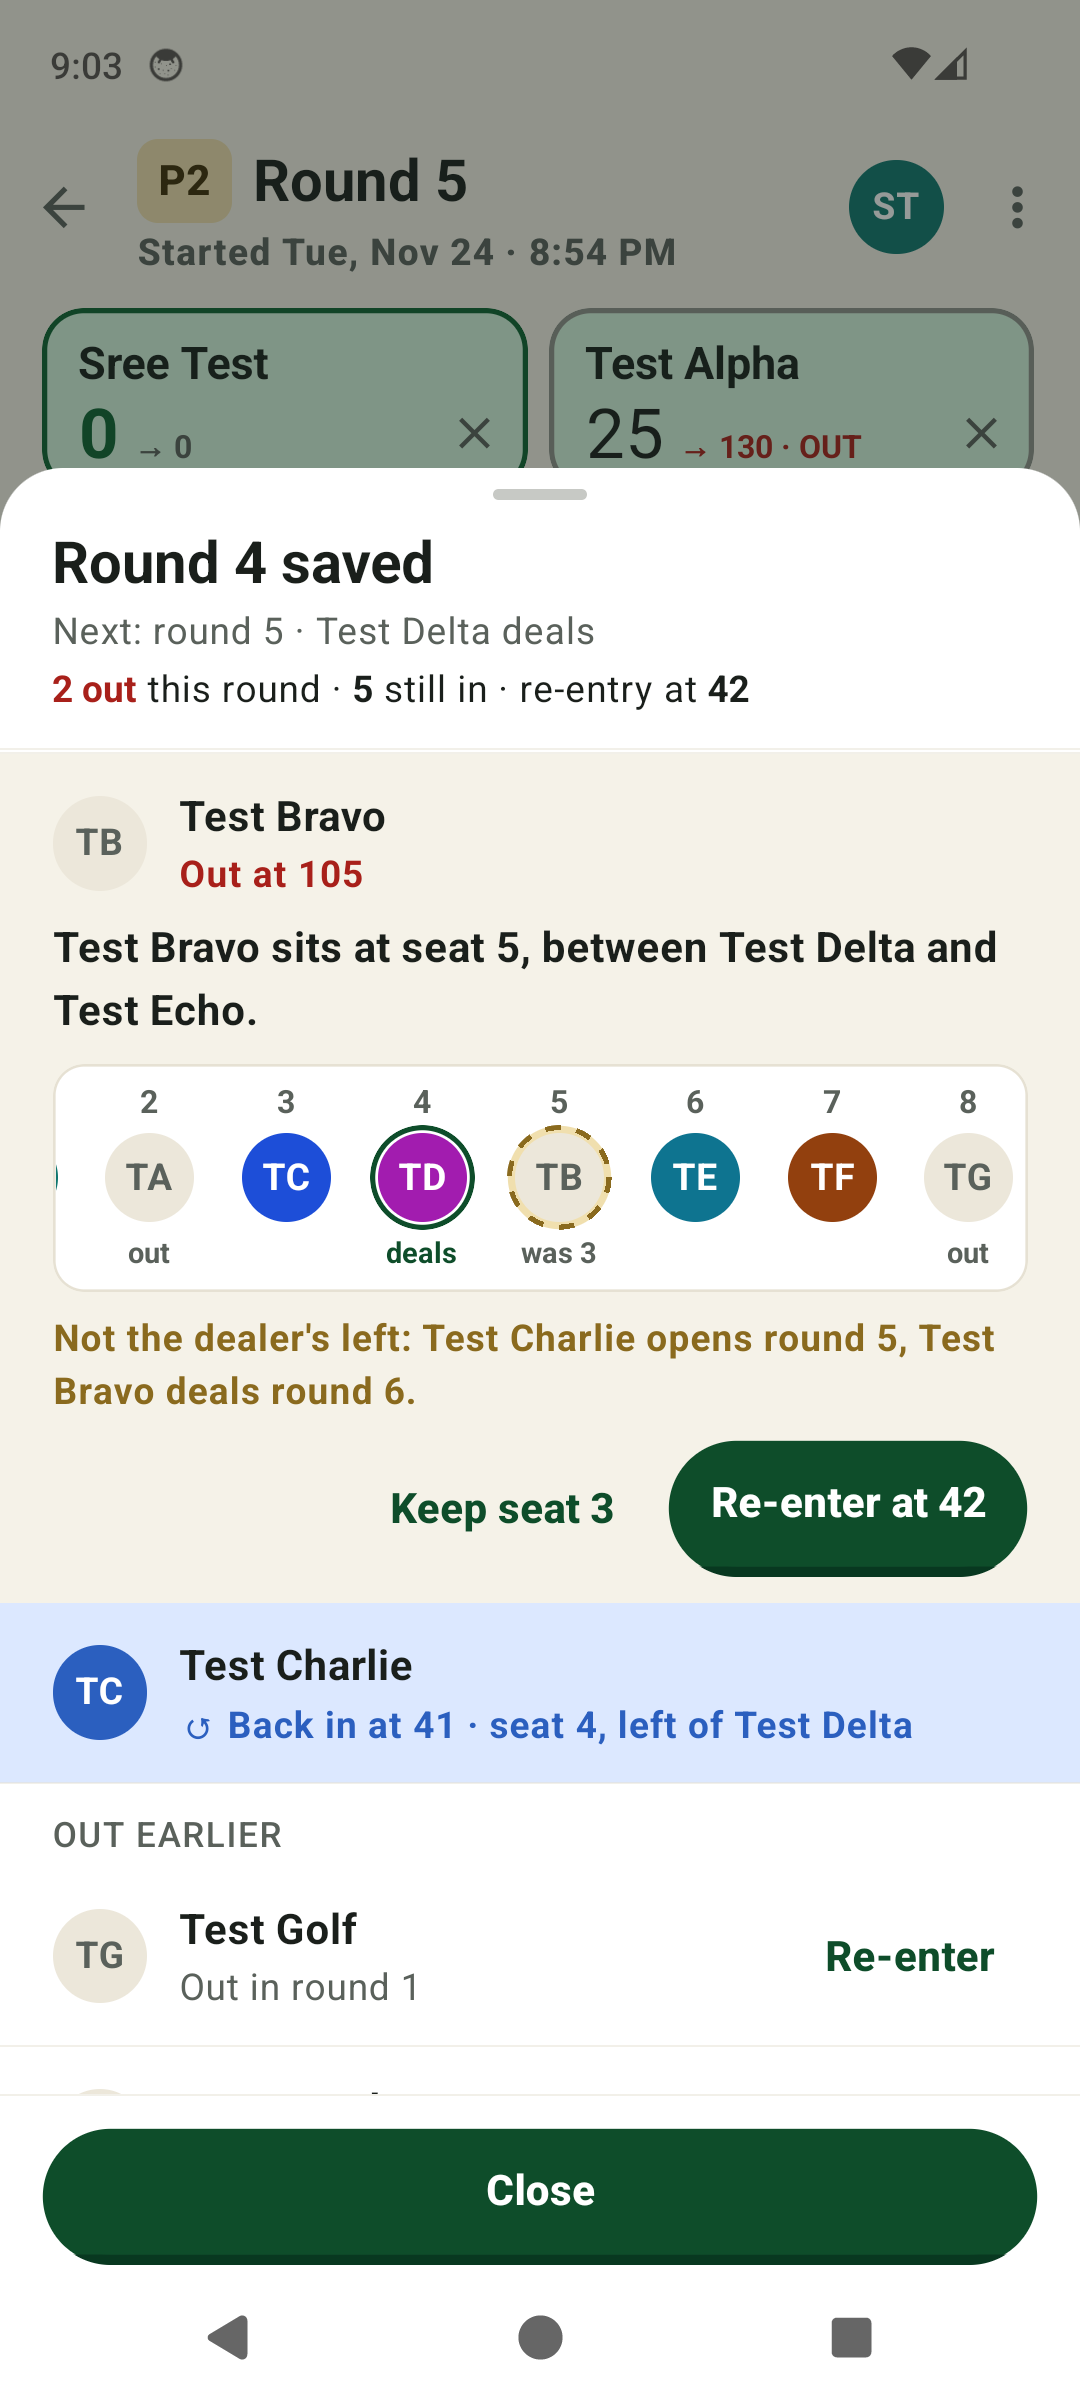 9:03
P2 Round 5 ST
Started Tue, Nov 24 · 8:54 PM
Sree Test
0 → 0
Test Alpha
25 → 130 · OUT
Round 4 saved
Next: round 5 · Test Delta deals
2 out this round · 5 still in · re-entry at 42
TB
Test Bravo
Out at 105
Test Bravo sits at seat 5, between Test Delta and
Test Echo.
2 3 4 5 6 7 8
TA TC TD TB TE TF TG
out deals was 3 out
Not the dealer's left: Test Charlie opens round 5, Test
Bravo deals round 6.
Keep seat 3 Re-enter at 42
TC
Test Charlie
Back in at 41 · seat 4, left of Test Delta
OUT EARLIER
TG
Test Golf
Out in round 1
Re-enter
Close